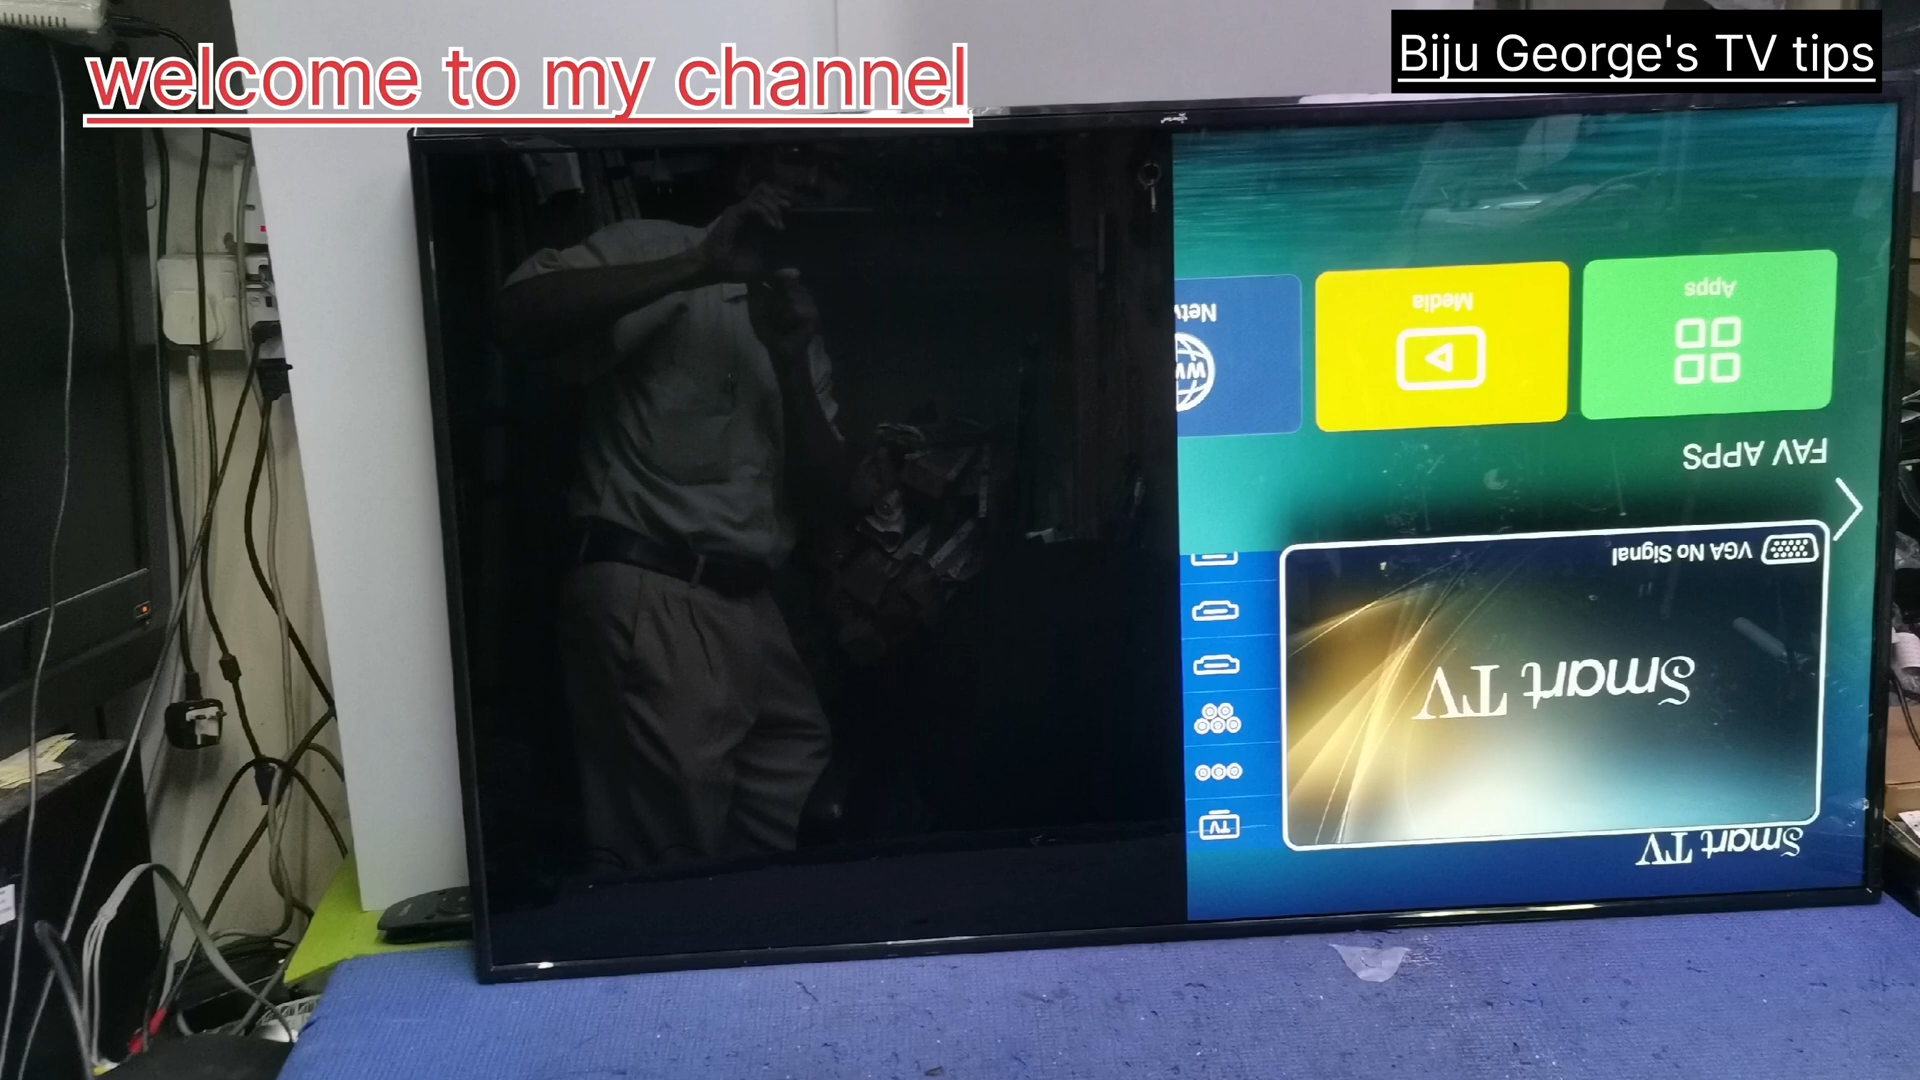 welcome to my channel
Biju George's TV tips
Smart TV
VGA No Signal
Smart TV
TV
FAV APPS
Apps
Media
Netw
WW